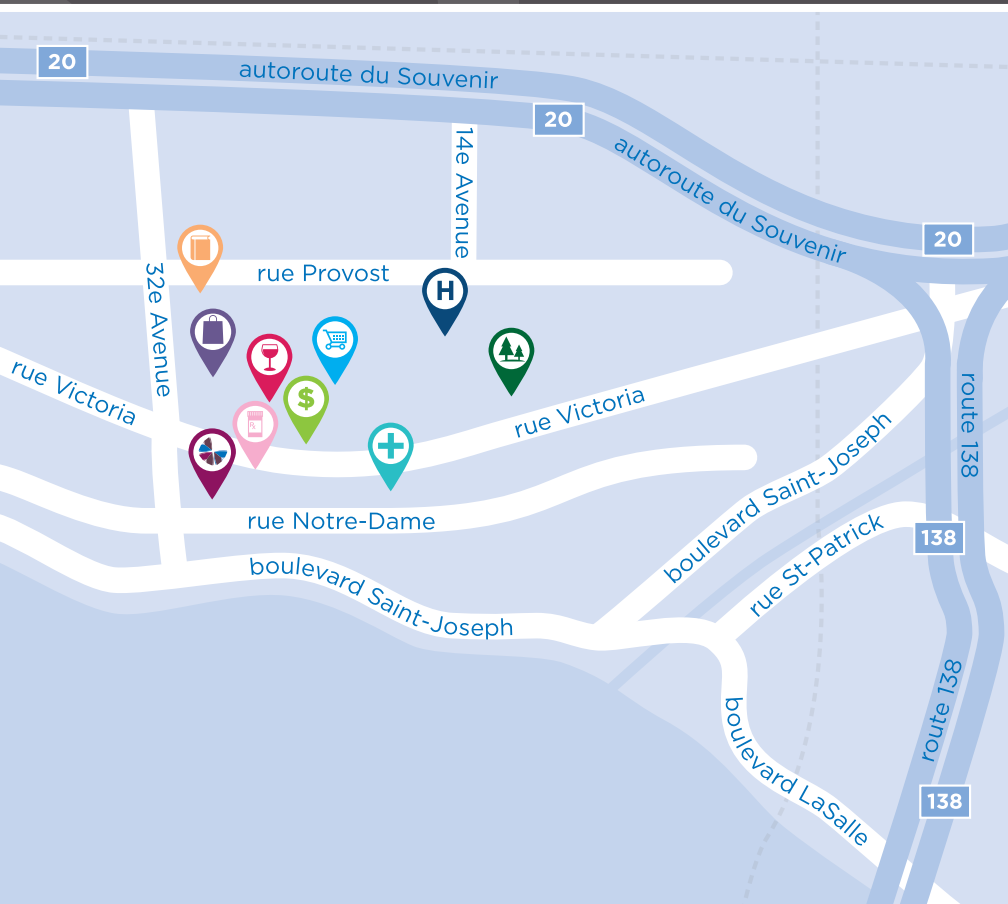 20
autoroute du Souvenir
20
14e Avenue
autoroute du Souvenir
20
rue Provost
32e Avenue
H
rue Victoria
$
℞
rue Victoria
route 138
boulevard Saint-Joseph
rue Notre-Dame
138
rue St-Patrick
boulevard Saint-Joseph
route 138
boulevard LaSalle
138